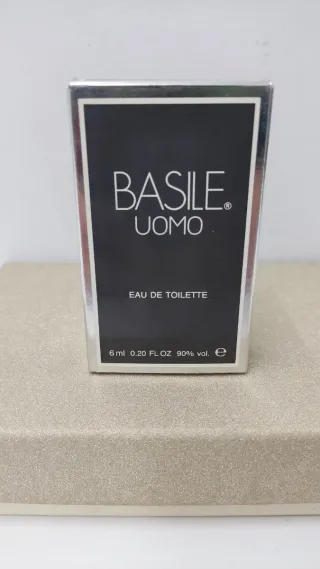 BASILE®
UOMO
EAU DE TOILETTE
6 ml 0.20 FL OZ 90% vol. ℮